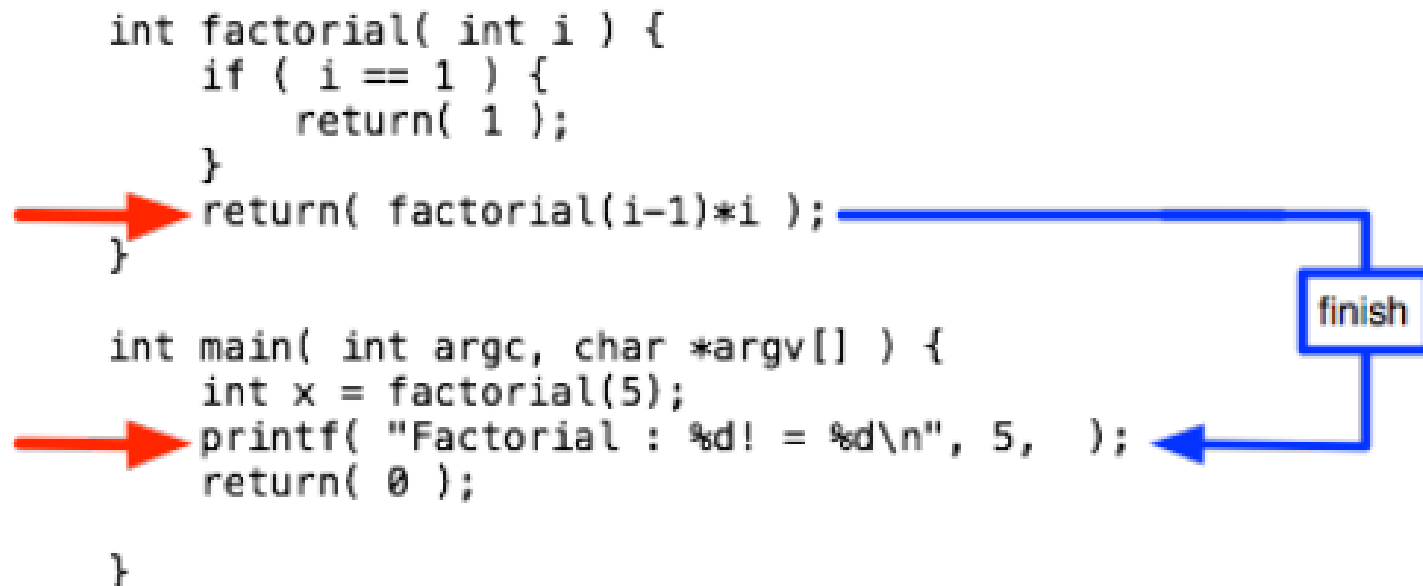 int factorial( int i ) {
if ( i == 1 ) {
return( 1 );
}
return( factorial(i-1)*i );
}
finish
int main( int argc, char *argv[] ) {
int x = factorial(5);
printf( "Factorial : %d! = %d\n", 5,  );
return( 0 );
}